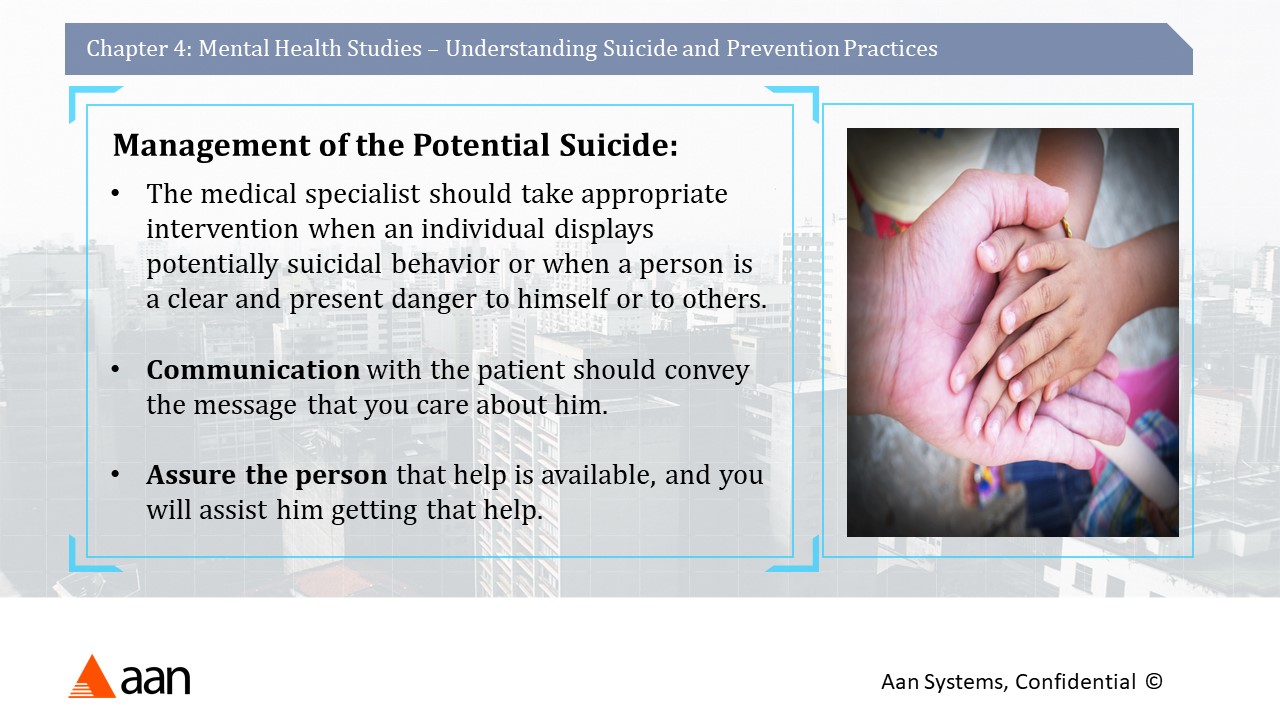 Chapter 4: Mental Health Studies – Understanding Suicide and Prevention Practices
Management of the Potential Suicide:
• The medical specialist should take appropriate
intervention when an individual displays
potentially suicidal behavior or when a person is
a clear and present danger to himself or to others.
• Communication with the patient should convey
the message that you care about him.
• Assure the person that help is available, and you
will assist him getting that help.
aan
Aan Systems, Confidential ©